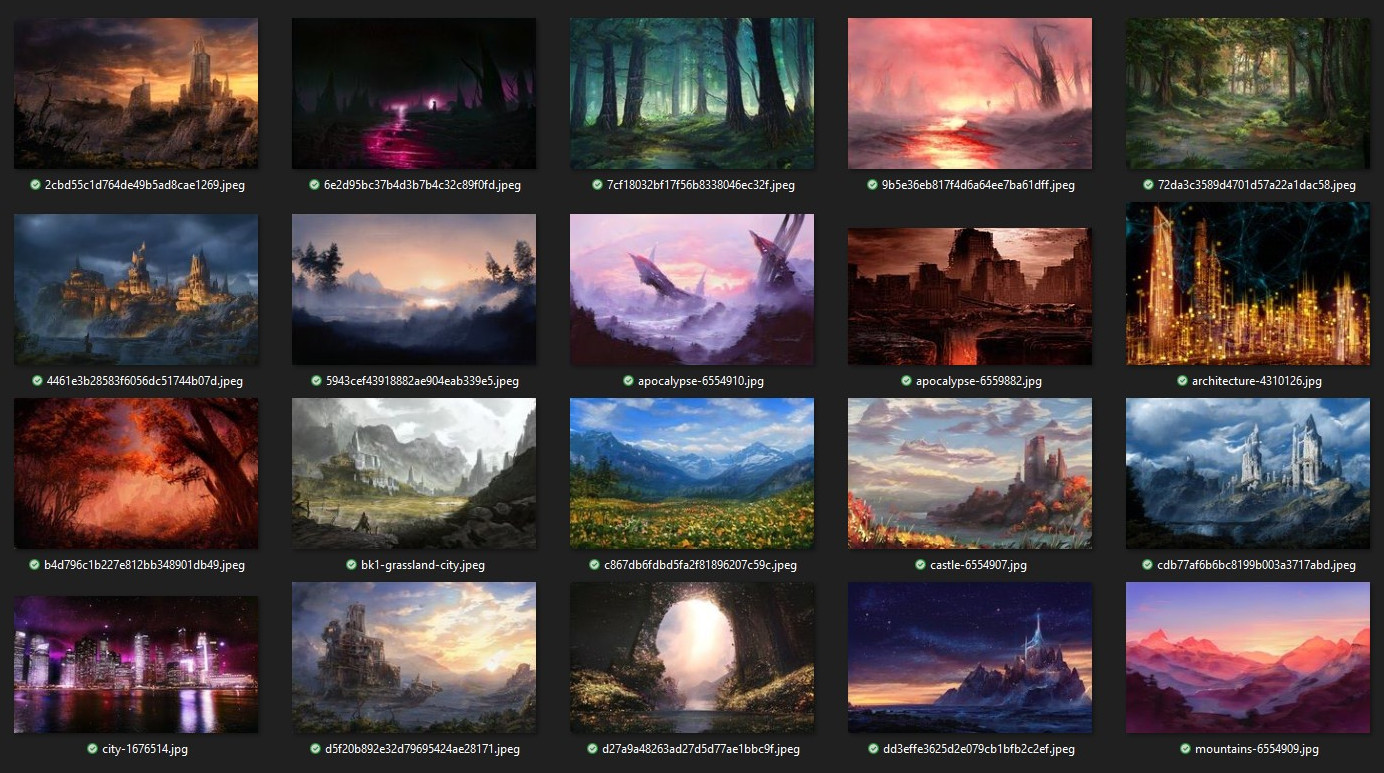 2cbd55c1d764de49b5ad8cae1269.jpeg
6e2d95bc37b4d3b7b4c32c89f0fd.jpeg
7cf18032bf17f56b8338046ec32f.jpeg
9b5e36eb817f4d6a64ee7ba61dff.jpeg
72da3c3589d4701d57a22a1dac58.jpeg
4461e3b28583f6056dc51744b07d.jpeg
5943cef43918882ae904eab339e5.jpeg
apocalypse-6554910.jpg
apocalypse-6559882.jpg
architecture-4310126.jpg
b4d796c1b227e812bb348901db49.jpeg
bk1-grassland-city.jpeg
c867db6fdbd5fa2f81896207c59c.jpeg
castle-6554907.jpg
cdb77af6b6bc8199b003a3717abd.jpeg
city-1676514.jpg
d5f20b892e32d79695424ae28171.jpeg
d27a9a48263ad27d5d77ae1bbc9f.jpeg
dd3effe3625d2e079cb1bfb2c2ef.jpeg
mountains-6554909.jpg